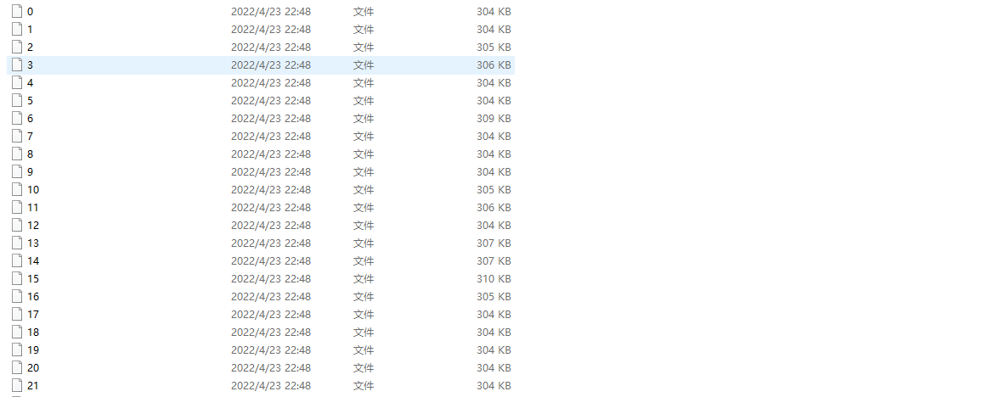 0 2022/4/23 22:48 文件 304 KB
1 2022/4/23 22:48 文件 304 KB
2 2022/4/23 22:48 文件 305 KB
3 2022/4/23 22:48 文件 306 KB
4 2022/4/23 22:48 文件 304 KB
5 2022/4/23 22:48 文件 304 KB
6 2022/4/23 22:48 文件 309 KB
7 2022/4/23 22:48 文件 304 KB
8 2022/4/23 22:48 文件 304 KB
9 2022/4/23 22:48 文件 304 KB
10 2022/4/23 22:48 文件 305 KB
11 2022/4/23 22:48 文件 306 KB
12 2022/4/23 22:48 文件 304 KB
13 2022/4/23 22:48 文件 307 KB
14 2022/4/23 22:48 文件 307 KB
15 2022/4/23 22:48 文件 310 KB
16 2022/4/23 22:48 文件 305 KB
17 2022/4/23 22:48 文件 304 KB
18 2022/4/23 22:48 文件 304 KB
19 2022/4/23 22:48 文件 304 KB
20 2022/4/23 22:48 文件 304 KB
21 2022/4/23 22:48 文件 304 KB